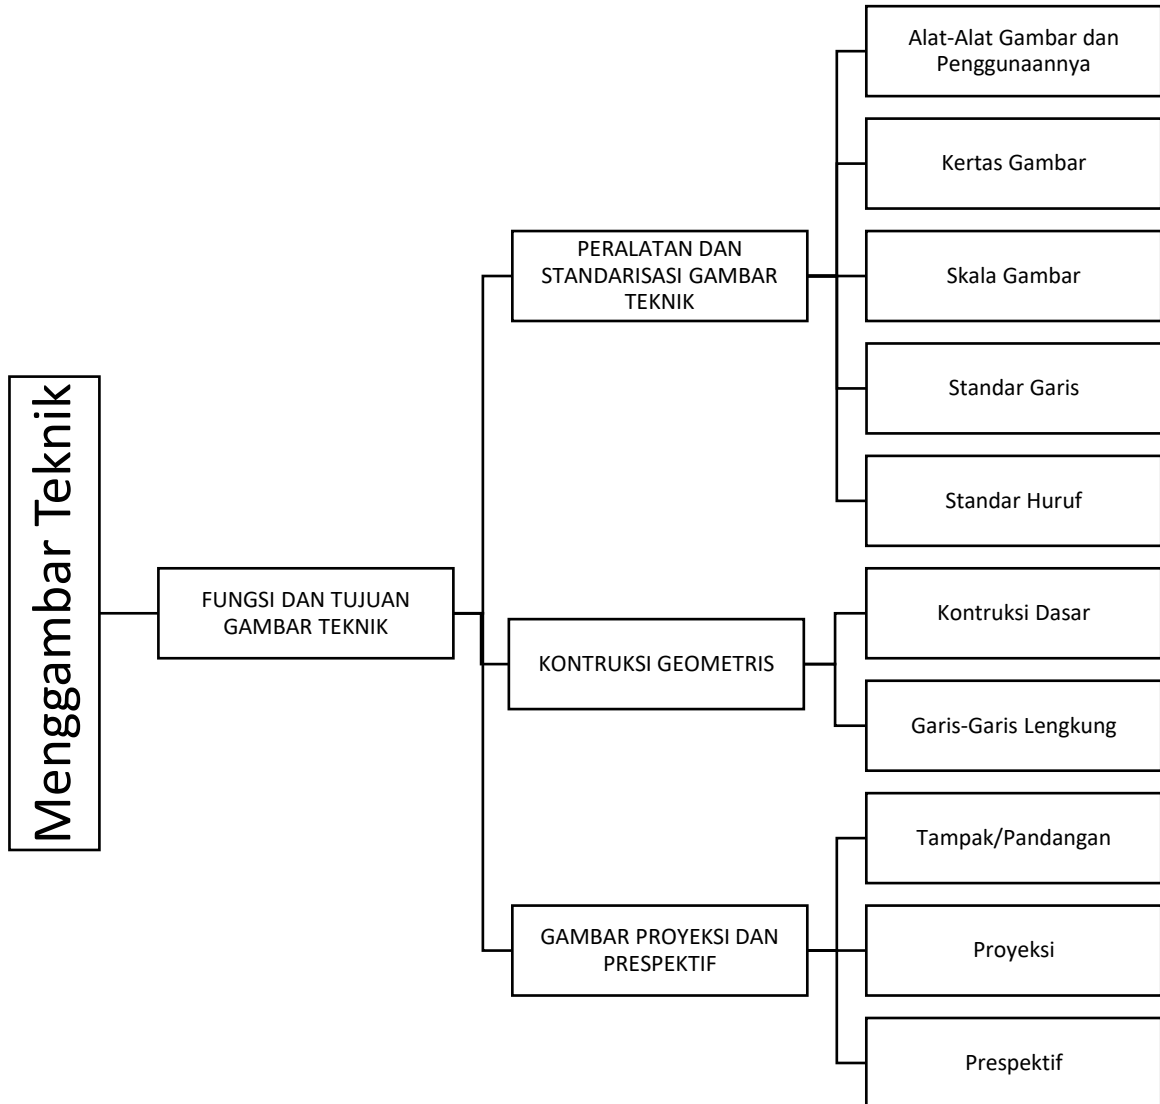 Menggambar Teknik
FUNGSI DAN TUJUAN
GAMBAR TEKNIK
PERALATAN DAN
STANDARISASI GAMBAR
TEKNIK
Alat-Alat Gambar dan
Penggunaannya
Kertas Gambar
Skala Gambar
Standar Garis
Standar Huruf
KONTRUKSI GEOMETRIS
Kontruksi Dasar
Garis-Garis Lengkung
GAMBAR PROYEKSI DAN
PRESPEKTIF
Tampak/Pandangan
Proyeksi
Prespektif